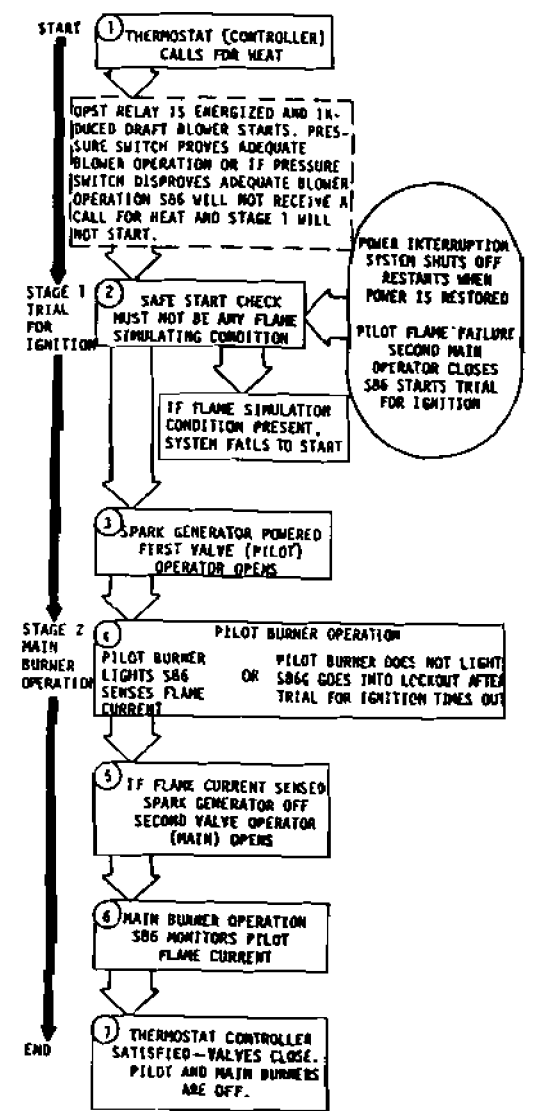 START
1
THERMOSTAT (CONTROLLER)
CALLS FOR HEAT
DPST RELAY IS ENERGIZED AND IN-
DUCED DRAFT BLOWER STARTS. PRES-
SURE SWITCH PROVES ADEQUATE
BLOWER OPERATION OR IF PRESSURE
SWITCH DISPROVES ADEQUATE BLOWER
OPERATION S86 WILL NOT RECEIVE A
CALL FOR HEAT AND STAGE 1 WILL
NOT START.
POWER INTERRUPTION
SYSTEM SHUTS OFF
RESTARTS WHEN
POWER IS RESTORED
PILOT FLAME FAILURE
SECOND MAIN
OPERATOR CLOSES
S86 STARTS TRIAL
FOR IGNITION
STAGE 1
TRIAL
FOR
IGNITION
2
SAFE START CHECK
MUST NOT BE ANY FLAME
SIMULATING CONDITION
IF FLAME SIMULATION
CONDITION PRESENT,
SYSTEM FAILS TO START
3
SPARK GENERATOR POWERED
FIRST VALVE (PILOT)
OPERATOR OPENS
STAGE 2
MAIN
BURNER
OPERATION
4
PILOT BURNER OPERATION
PILOT BURNER
LIGHTS S86
SENSES FLAME
CURRENT
OR
PILOT BURNER DOES NOT LIGHT
S86G GOES INTO LOCKOUT AFTER
TRIAL FOR IGNITION TIMES OUT
5
IF FLAME CURRENT SENSED
SPARK GENERATOR OFF
SECOND VALVE OPERATOR
(MAIN) OPENS
6
MAIN BURNER OPERATION
S86 MONITORS PILOT
FLAME CURRENT
7
THERMOSTAT CONTROLLER
SATISFIED—VALVES CLOSE.
PILOT AND MAIN BURNERS
ARE OFF.
END